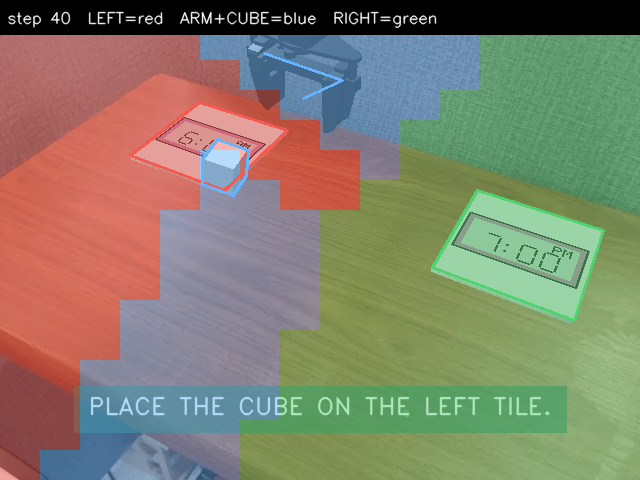 step 40 LEFT=red ARM+CUBE=blue RIGHT=green
7:00 PM
PLACE THE CUBE ON THE LEFT TILE.